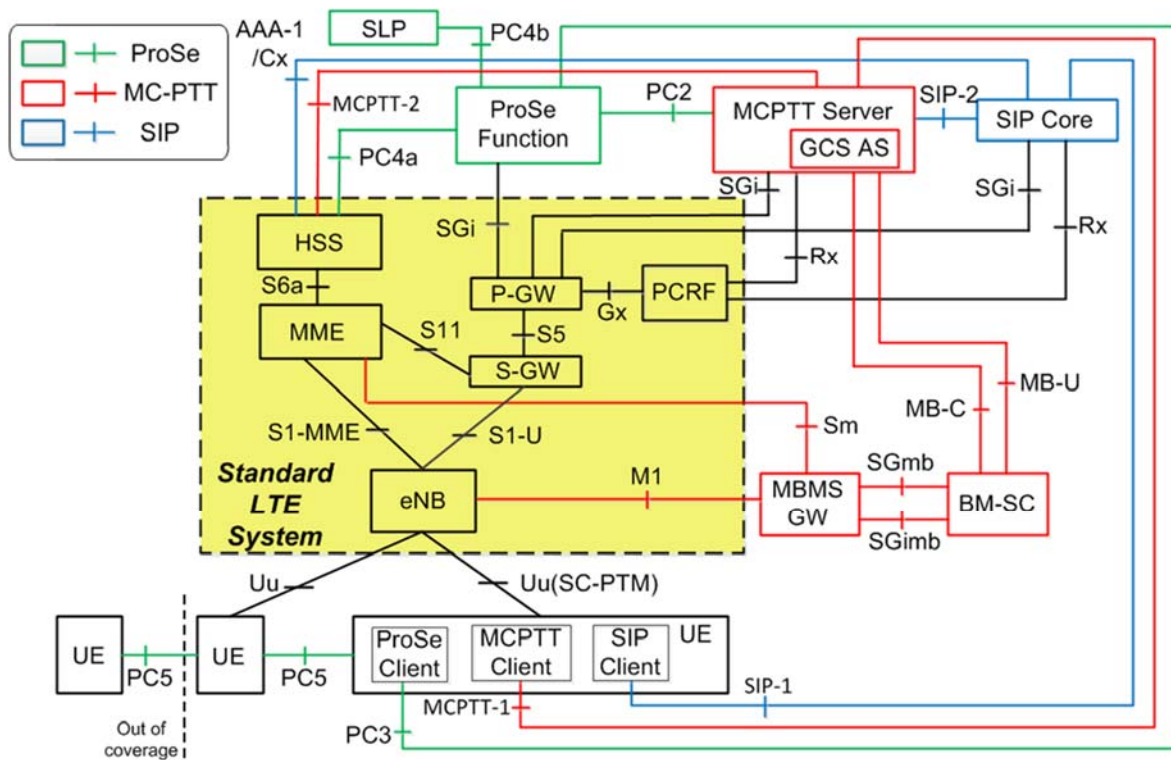 ProSe
MC-PTT
SIP
AAA-1
/Cx
SLP
PC4b
MCPTT-2
PC4a
ProSe
Function
PC2
MCPTT Server
GCS AS
SIP-2
SIP Core
SGi
SGi
SGi
Rx
Rx
HSS
S6a
MME
S11
P-GW
Gx
PCRF
S5
S-GW
S1-MME
S1-U
Standard
LTE
System
eNB
M1
Sm
MB-C
MB-U
MBMS
GW
SGmb
SGimb
BM-SC
Uu
Uu(SC-PTM)
UE
PC5
UE
PC5
ProSe
Client
MCPTT
Client
SIP
Client
UE
MCPTT-1
SIP-1
PC3
Out of
coverage